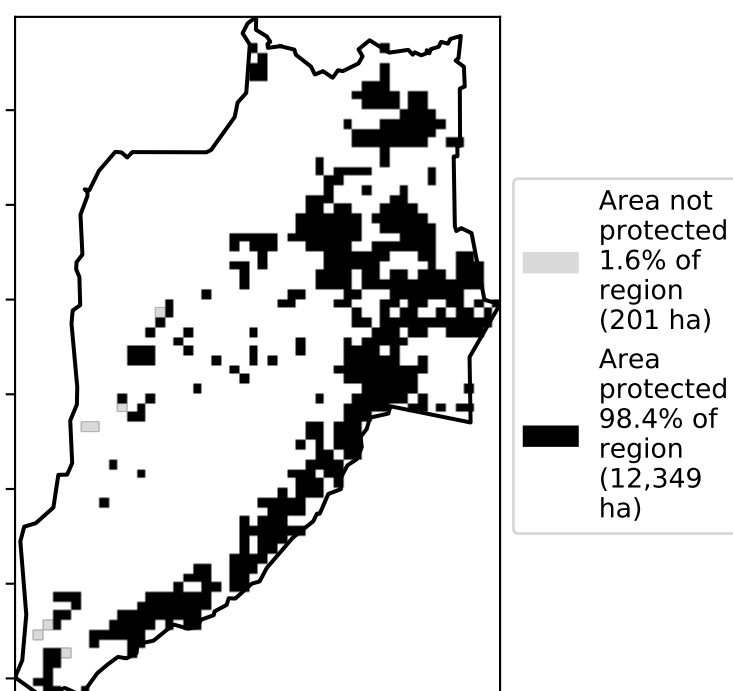 Area not
protected
1.6% of
region
(201 ha)
Area
protected
98.4% of
region
(12,349
ha)